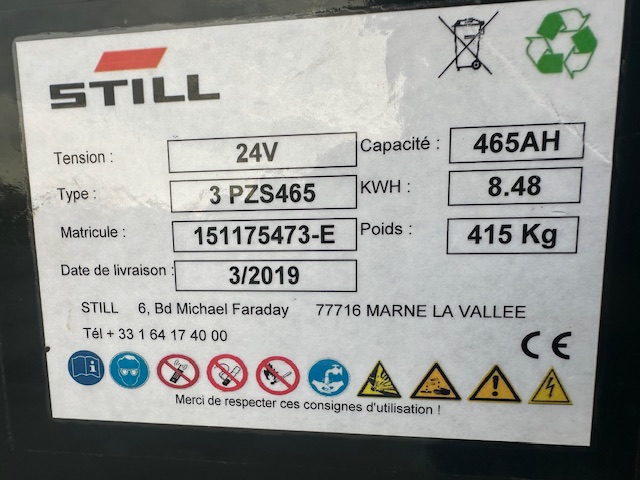 STILL
Tension : 24V Capacité : 465AH
Type : 3 PZS465 KWH : 8.48
Matricule : 151175473-E Poids : 415 Kg
Date de livraison : 3/2019
STILL 6, Bd Michael Faraday 77716 MARNE LA VALLEE
Tél + 33 1 64 17 40 00
CE
Merci de respecter ces consignes d'utilisation !